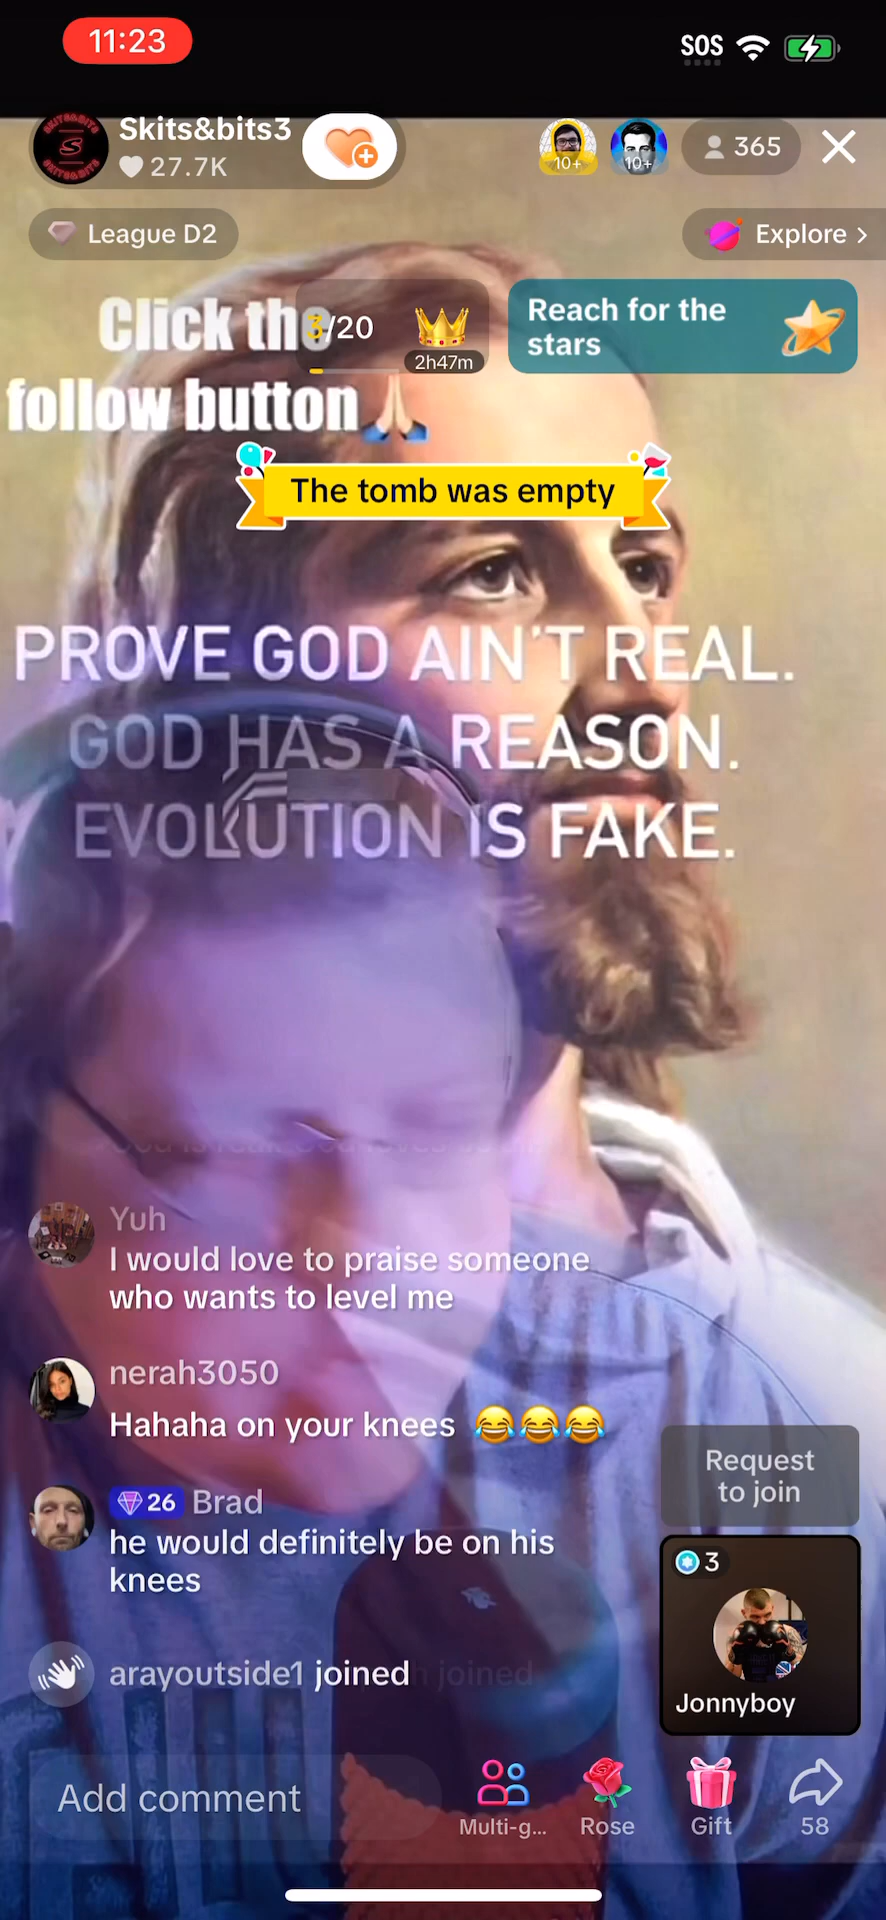 11:23
SOS
Skits&bits3
27.7K
10+
10+
365
League D2
Explore >
Click the
3/20
2h47m
Reach for the
stars
follow button🙏
The tomb was empty
PROVE GOD AIN'T REAL.
GOD HAS A REASON.
EVOLUTION IS FAKE.
Yuh
I would love to praise someone
who wants to level me
nerah3050
Hahaha on your knees 😂😂😂
26 Brad
he would definitely be on his
knees
arayoutside1 joined
joined
Request
to join
3
Jonnyboy
Add comment
Multi-g...
Rose
Gift
58